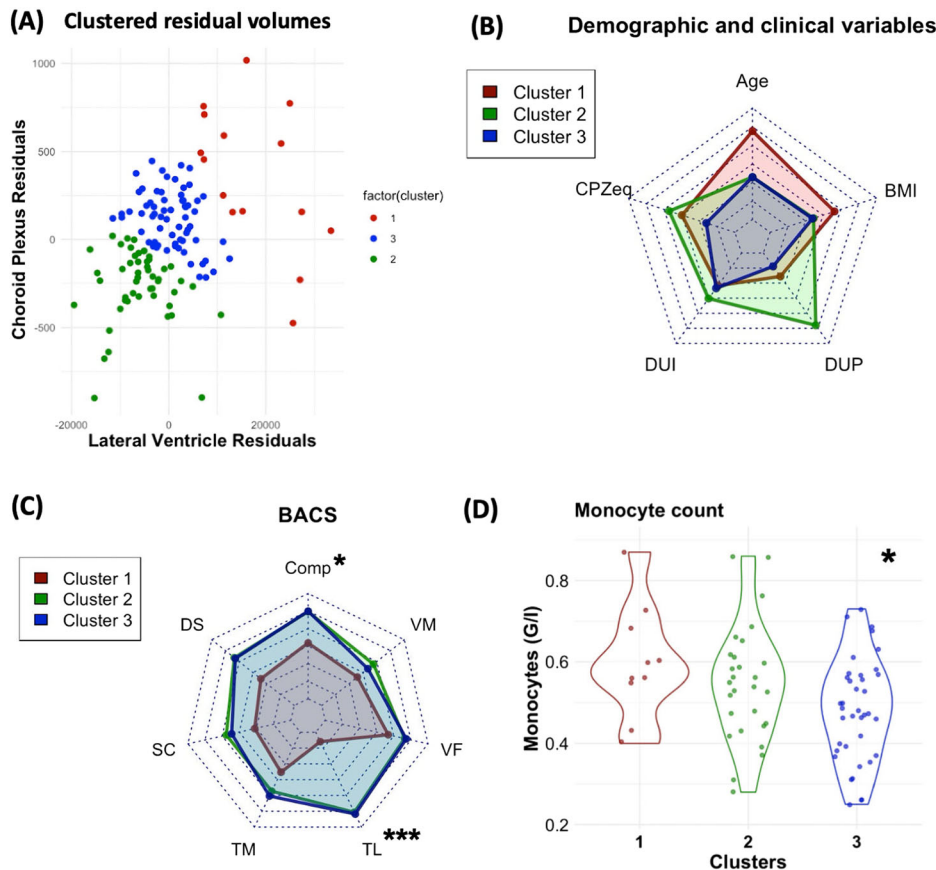 (A) Clustered residual volumes
1000
500
0
-500
Choroid Plexus Residuals
-20000 0 20000
Lateral Ventricle Residuals
factor(cluster)
1
3
2
(B) Demographic and clinical variables
Cluster 1
Cluster 2
Cluster 3
Age
BMI
DUP
DUI
CPZeq
(C)
BACS
Cluster 1
Cluster 2
Cluster 3
Comp *
VM
VF
TL ***
TM
SC
DS
(D)
Monocyte count
*
0.8
0.6
0.4
0.2
Monocytes (G/l)
1 2 3
Clusters